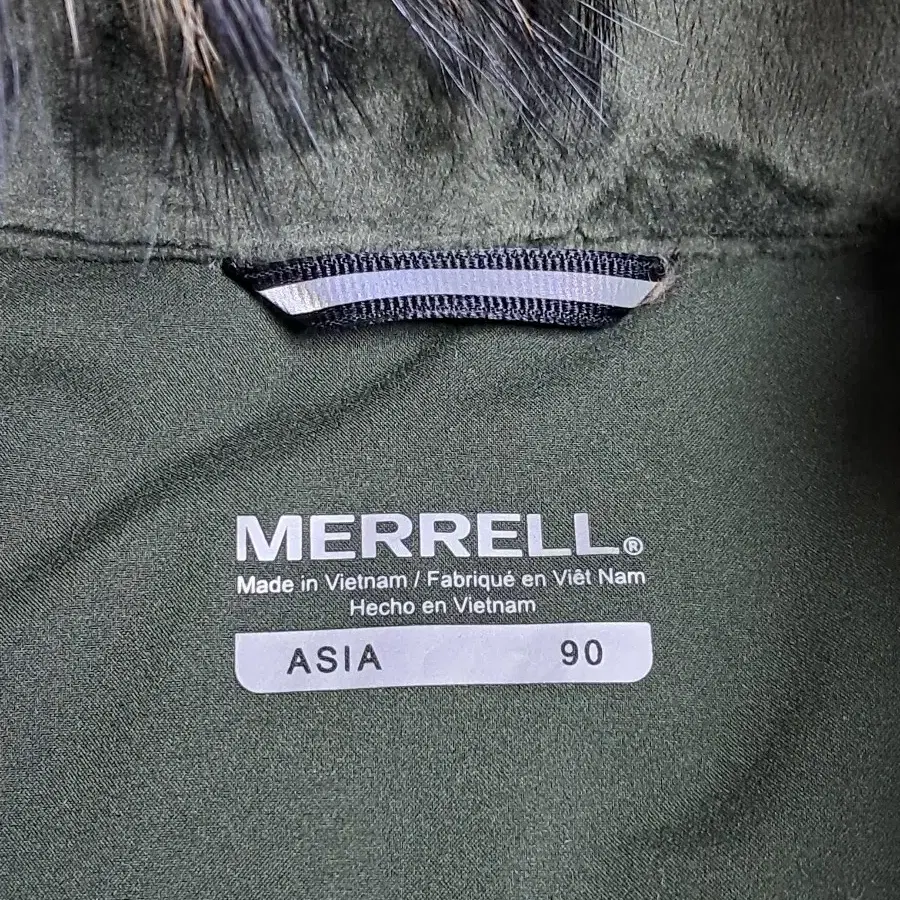 MERRELL®
Made in Vietnam / Fabriqué en Viêt Nam
Hecho en Vietnam
ASIA 90